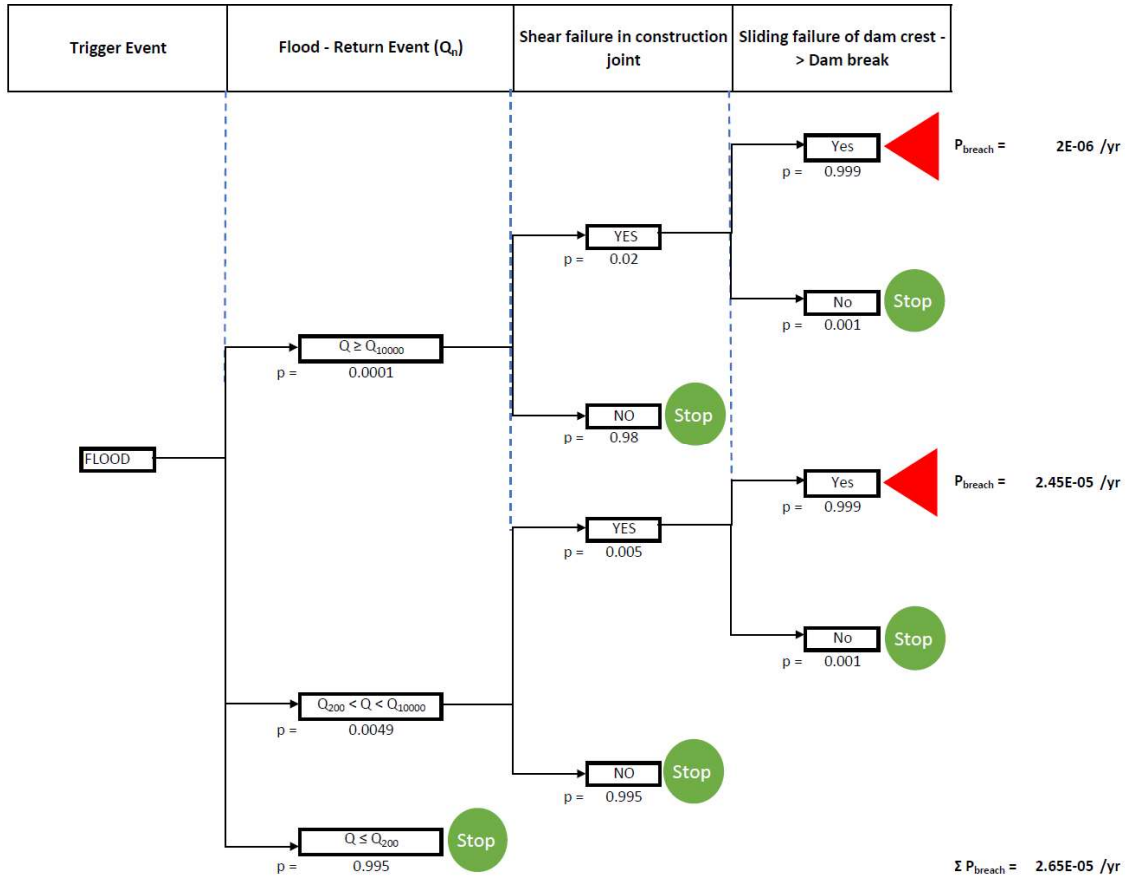 Trigger Event
Flood - Return Event (Qn)
Shear failure in construction
joint
Sliding failure of dam crest -
> Dam break
Yes
p = 0.999
Pbreach = 2E-06 /yr
YES
p = 0.02
No
Stop
p = 0.001
Q ≥ Q10000
p = 0.0001
NO
Stop
p = 0.98
FLOOD
Yes
p = 0.999
Pbreach = 2.45E-05 /yr
YES
p = 0.005
No
Stop
p = 0.001
Q200 < Q < Q10000
p = 0.0049
NO
Stop
p = 0.995
Q ≤ Q200
Stop
p = 0.995
Σ Pbreach = 2.65E-05 /yr